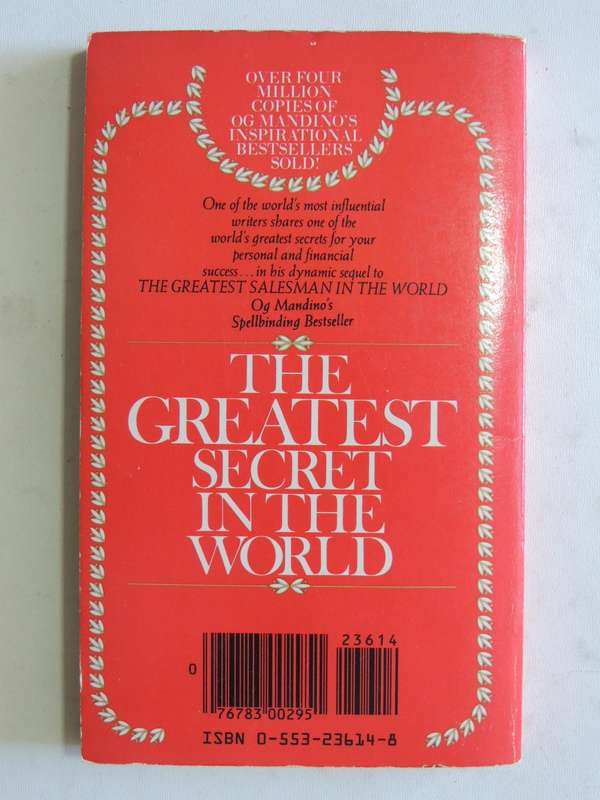 OVER FOUR
MILLION
COPIES OF
OG MANDINO'S
INSPIRATIONAL
BESTSELLERS
SOLD!
One of the world's most influential
writers shares one of the
world's greatest secrets for your
personal and financial
success...in his dynamic sequel to
THE GREATEST SALESMAN IN THE WORLD
Og Mandino's
Spellbinding Bestseller
THE
GREATEST
SECRET
IN THE
WORLD
23614
0
76783 00295
ISBN 0-553-23614-8